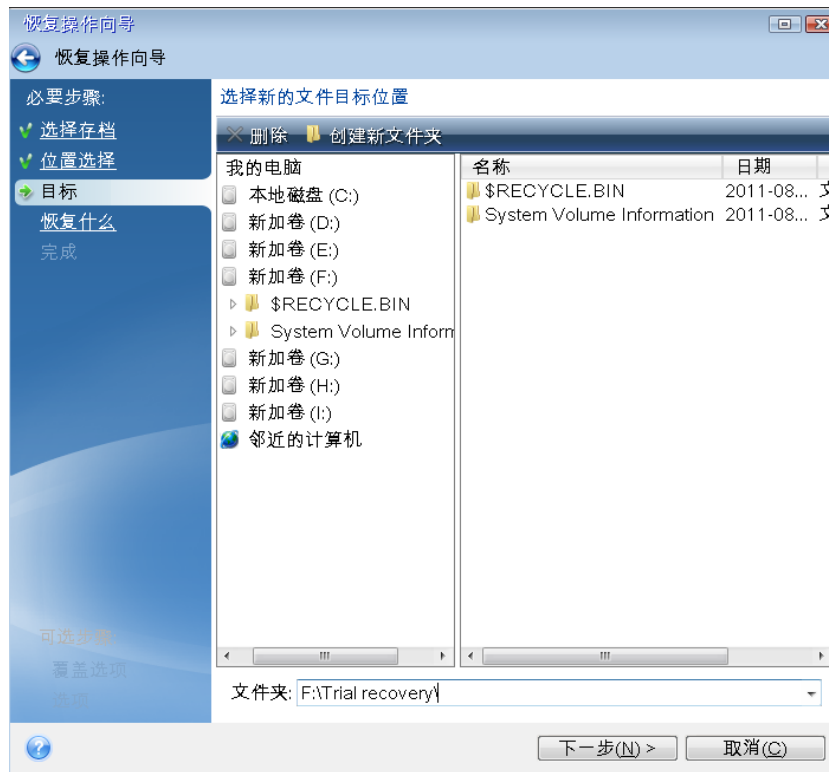 恢复操作向导
恢复操作向导
必要步骤:
选择存档
位置选择
目标
恢复什么
完成
可选步骤:
覆盖选项
选项
选择新的文件目标位置
删除 创建新文件夹
我的电脑
本地磁盘 (C:)
新加卷 (D:)
新加卷 (E:)
新加卷 (F:)
$RECYCLE.BIN
System Volume Inform
新加卷 (G:)
新加卷 (H:)
新加卷 (I:)
邻近的计算机
名称 日期
$RECYCLE.BIN 2011-08... 文
System Volume Information 2011-08... 文
文件夹: F:\Trial recovery\
下一步(N) > 取消(C)